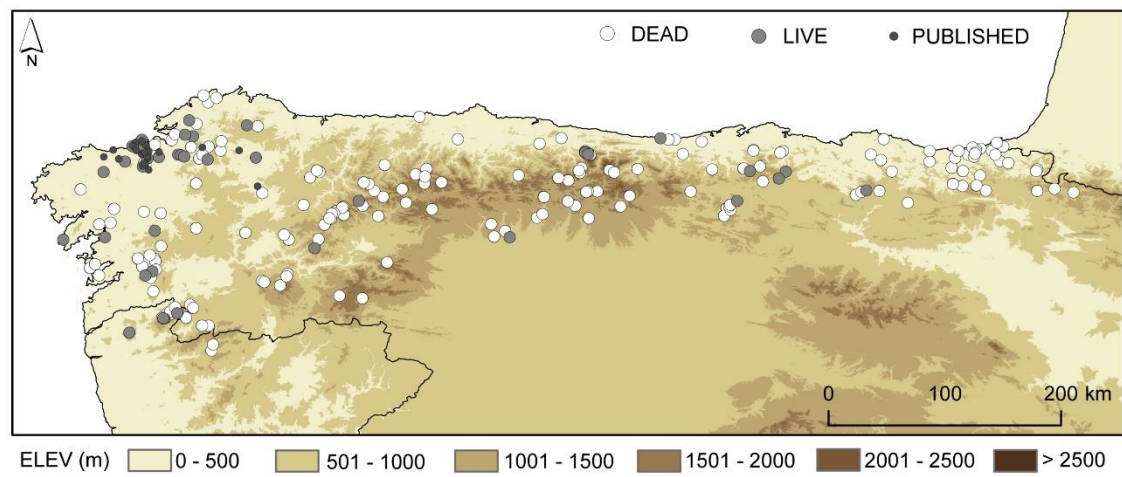 DEAD LIVE PUBLISHED
N
0 100 200 km
ELEV (m) 0 - 500 501 - 1000 1001 - 1500 1501 - 2000 2001 - 2500 > 2500